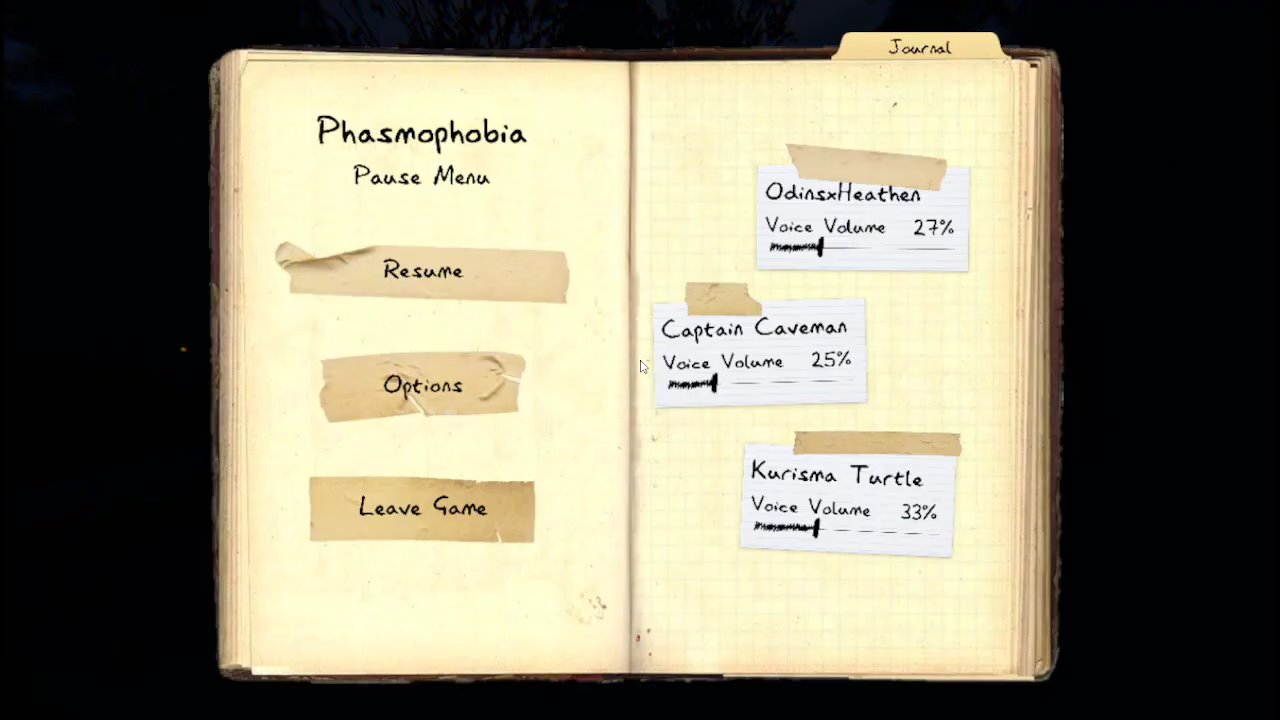 Journal
Phasmophobia
Pause Menu
Resume
Options
Leave Game
OdinsxHeathen
Voice Volume 27%
Captain Caveman
Voice Volume 25%
Kurisma Turtle
Voice Volume 33%